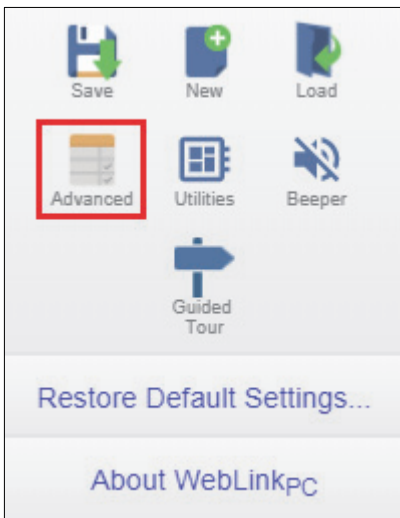 Save New Load
Advanced Utilities Beeper
Guided
Tour
Restore Default Settings...
About WebLinkPC